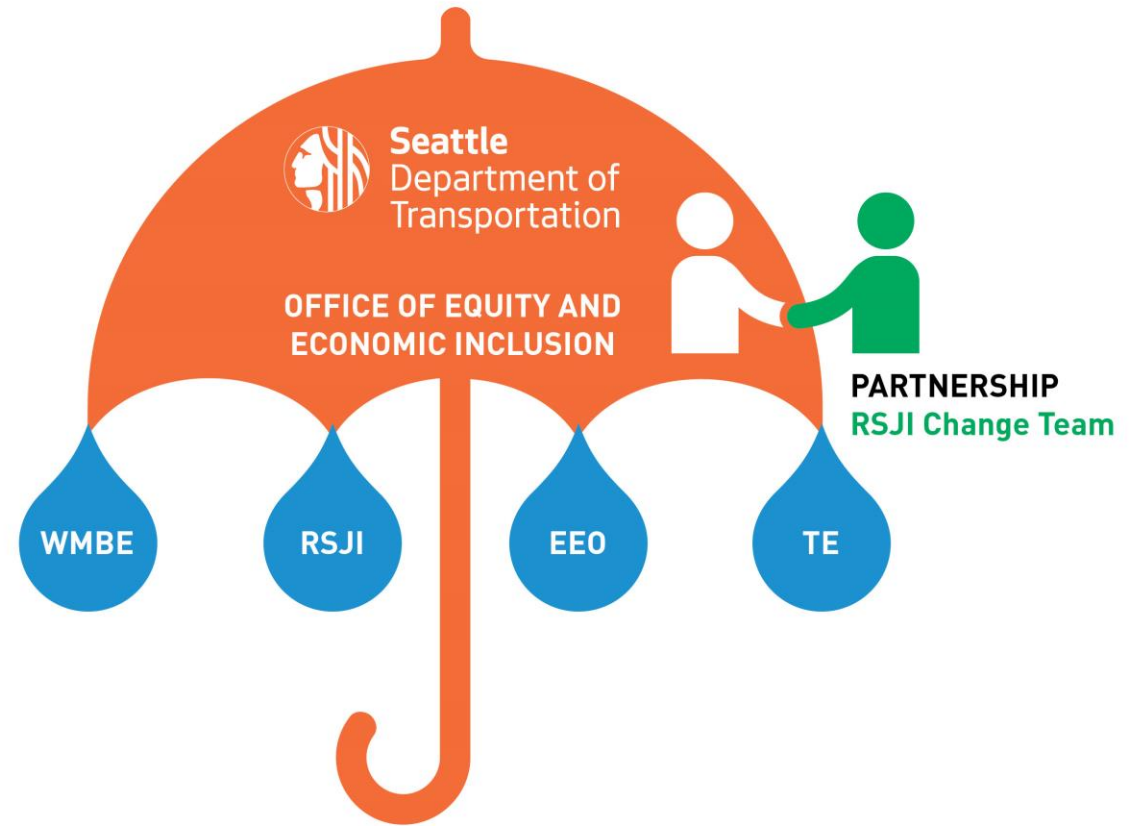 Seattle
Department of
Transportation
OFFICE OF EQUITY AND
ECONOMIC INCLUSION
PARTNERSHIP
RSJI Change Team
WMBE
RSJI
EEO
TE